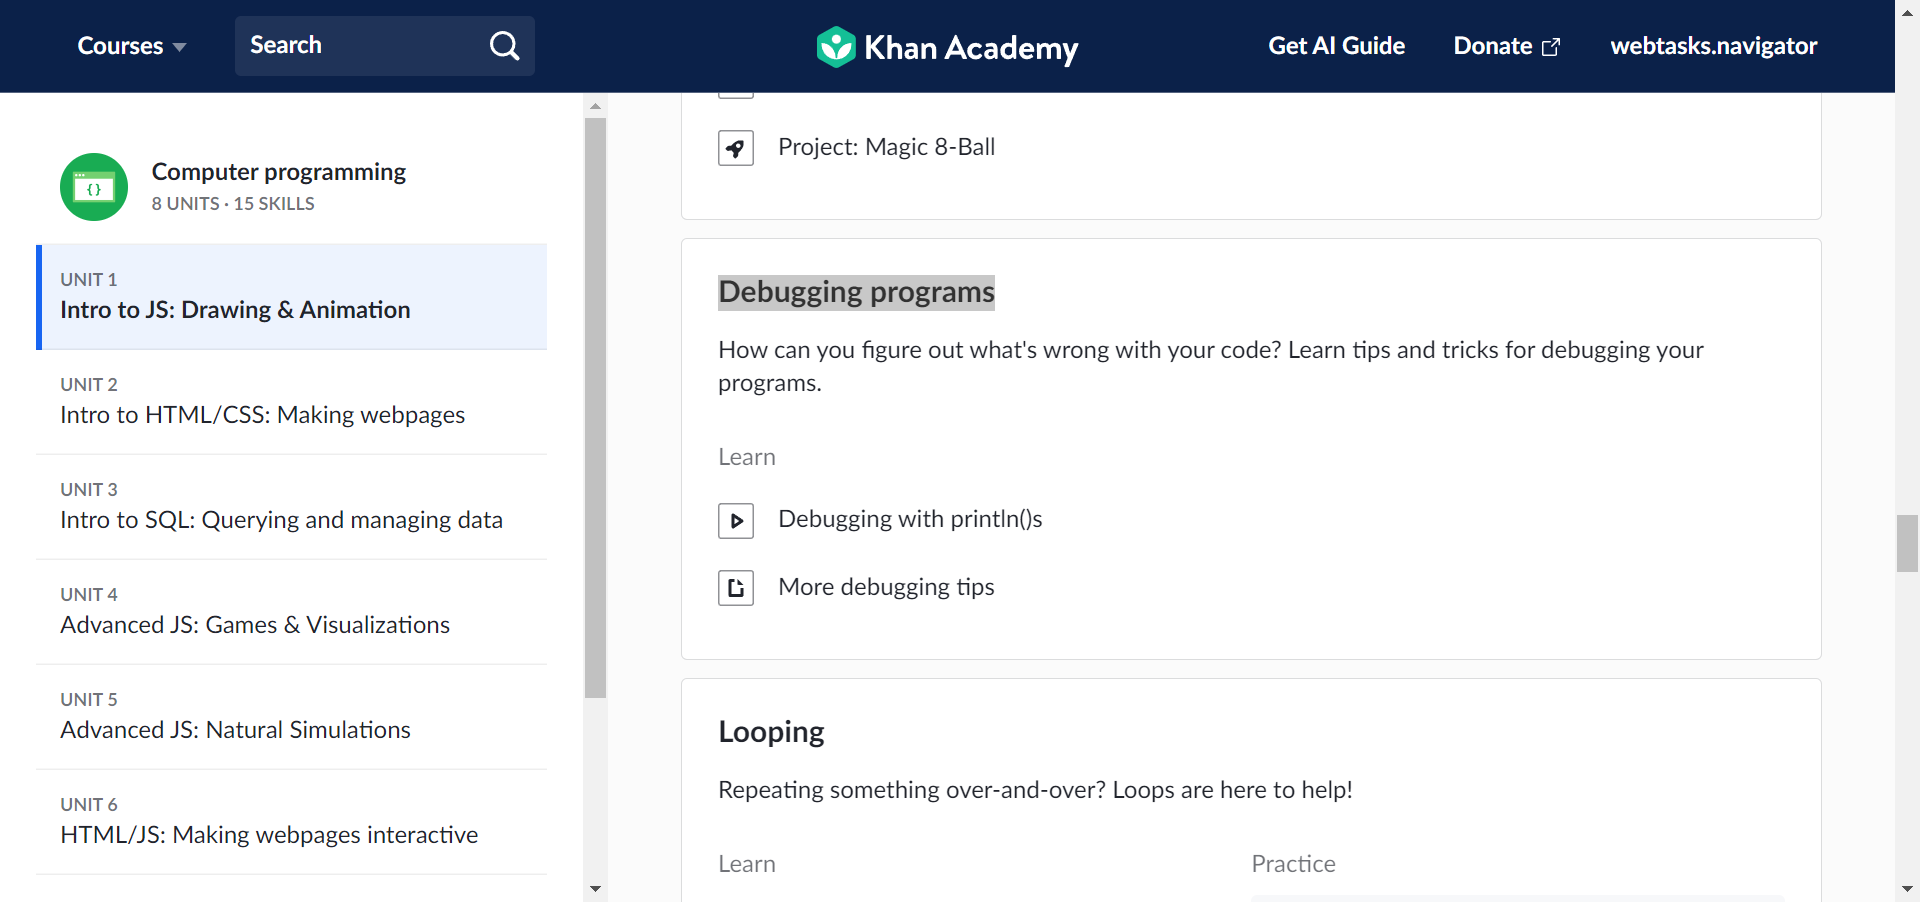 Courses
Search
Khan Academy
Get AI Guide
Donate
webtasks.navigator
Computer programming
8 UNITS · 15 SKILLS
UNIT 1
Intro to JS: Drawing & Animation
UNIT 2
Intro to HTML/CSS: Making webpages
UNIT 3
Intro to SQL: Querying and managing data
UNIT 4
Advanced JS: Games & Visualizations
UNIT 5
Advanced JS: Natural Simulations
UNIT 6
HTML/JS: Making webpages interactive
Project: Magic 8-Ball
Debugging programs
How can you figure out what's wrong with your code? Learn tips and tricks for debugging your
programs.
Learn
Debugging with println()s
More debugging tips
Looping
Repeating something over-and-over? Loops are here to help!
Learn
Practice